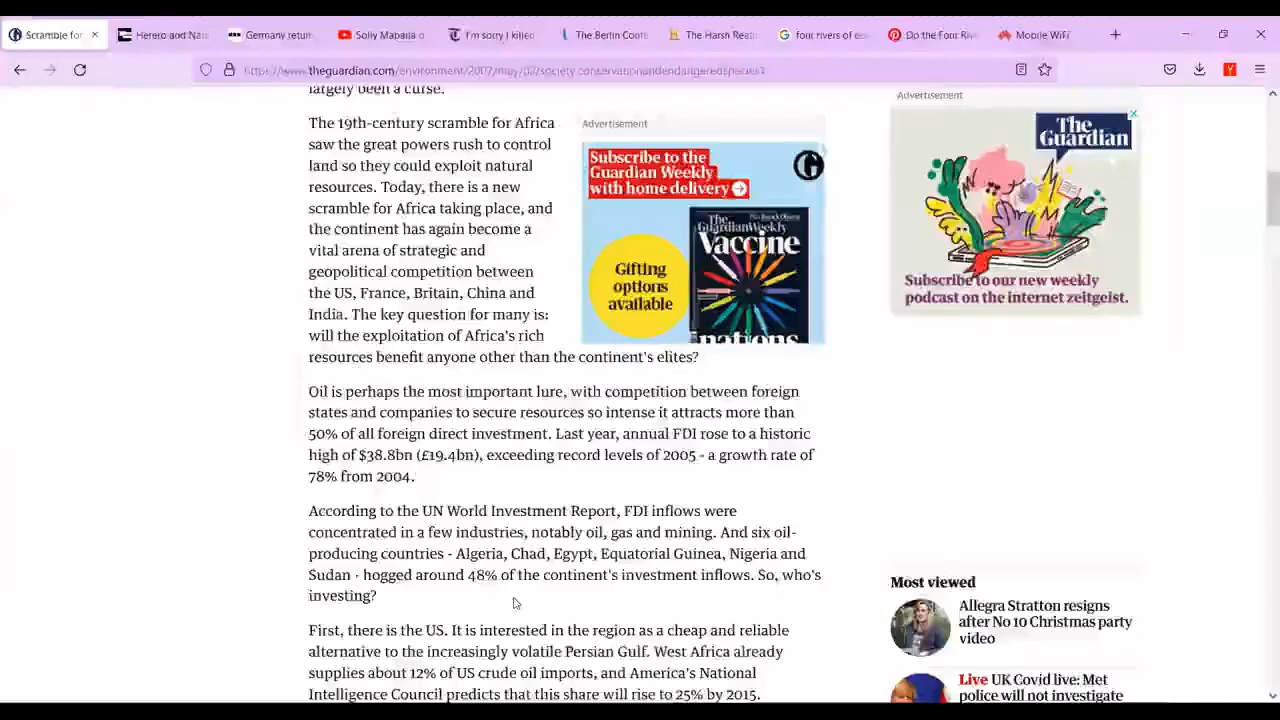 Scramble for
Herero and Na
Germany return
Solly Mapaila o
I'm sorry I killed
The Berlin Conf
The Harsh Rea
four rivers of e
Do the Four Riv
Mobile WiFi
largely been a curse.
The 19th-century scramble for Africa
saw the great powers rush to control
land so they could exploit natural
resources. Today, there is a new
scramble for Africa taking place, and
the continent has again become a
vital arena of strategic and
geopolitical competition between
the US, France, Britain, China and
India. The key question for many is:
will the exploitation of Africa's rich
resources benefit anyone other than the continent's elites?
Advertisement
Subscribe to the
Guardian Weekly
with home delivery
Gifting
options
available
The Guardian Weekly
Vaccine
nations
Oil is perhaps the most important lure, with competition between foreign
states and companies to secure resources so intense it attracts more than
50% of all foreign direct investment. Last year, annual FDI rose to a historic
high of $38.8bn (£19.4bn), exceeding record levels of 2005 - a growth rate of
78% from 2004.
According to the UN World Investment Report, FDI inflows were
concentrated in a few industries, notably oil, gas and mining. And six oil-
producing countries - Algeria, Chad, Egypt, Equatorial Guinea, Nigeria and
Sudan - hogged around 48% of the continent's investment inflows. So, who's
investing?
First, there is the US. It is interested in the region as a cheap and reliable
alternative to the increasingly volatile Persian Gulf. West Africa already
supplies about 12% of US crude oil imports, and America's National
Intelligence Council predicts that this share will rise to 25% by 2015.
Advertisement
The
Guardian
Subscribe to our new weekly
podcast on the internet zeitgeist.
Most viewed
Allegra Stratton resigns
after No 10 Christmas party
video
Live UK Covid live: Met
police will not investigate